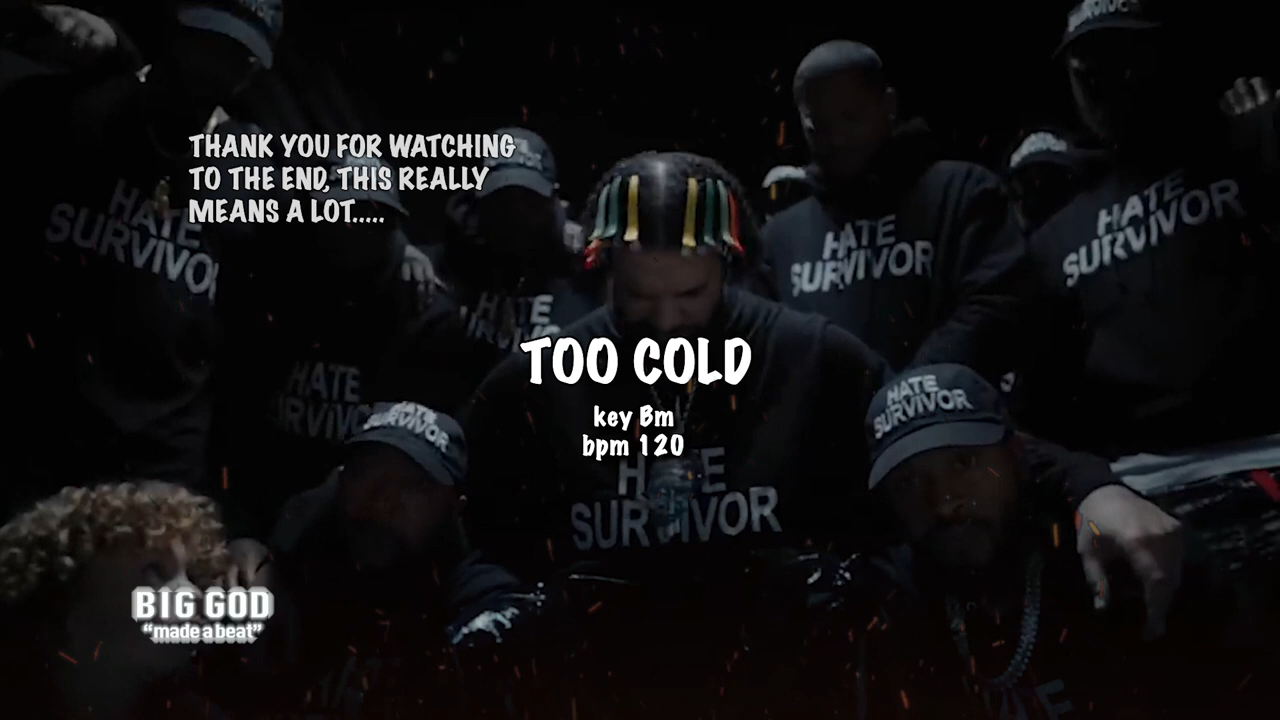 THANK YOU FOR WATCHING
TO THE END, THIS REALLY
MEANS A LOT.....
HATE
SURVIVOR
HATE
SURVIVOR
HATE
SURVIVOR
HATE
HATE
TOO COLD
key Bm
bpm 120
HATE
SURVIVOR
HATE
SURVIVOR
HATE
SURVIVOR
BIG GOD
“made a beat”